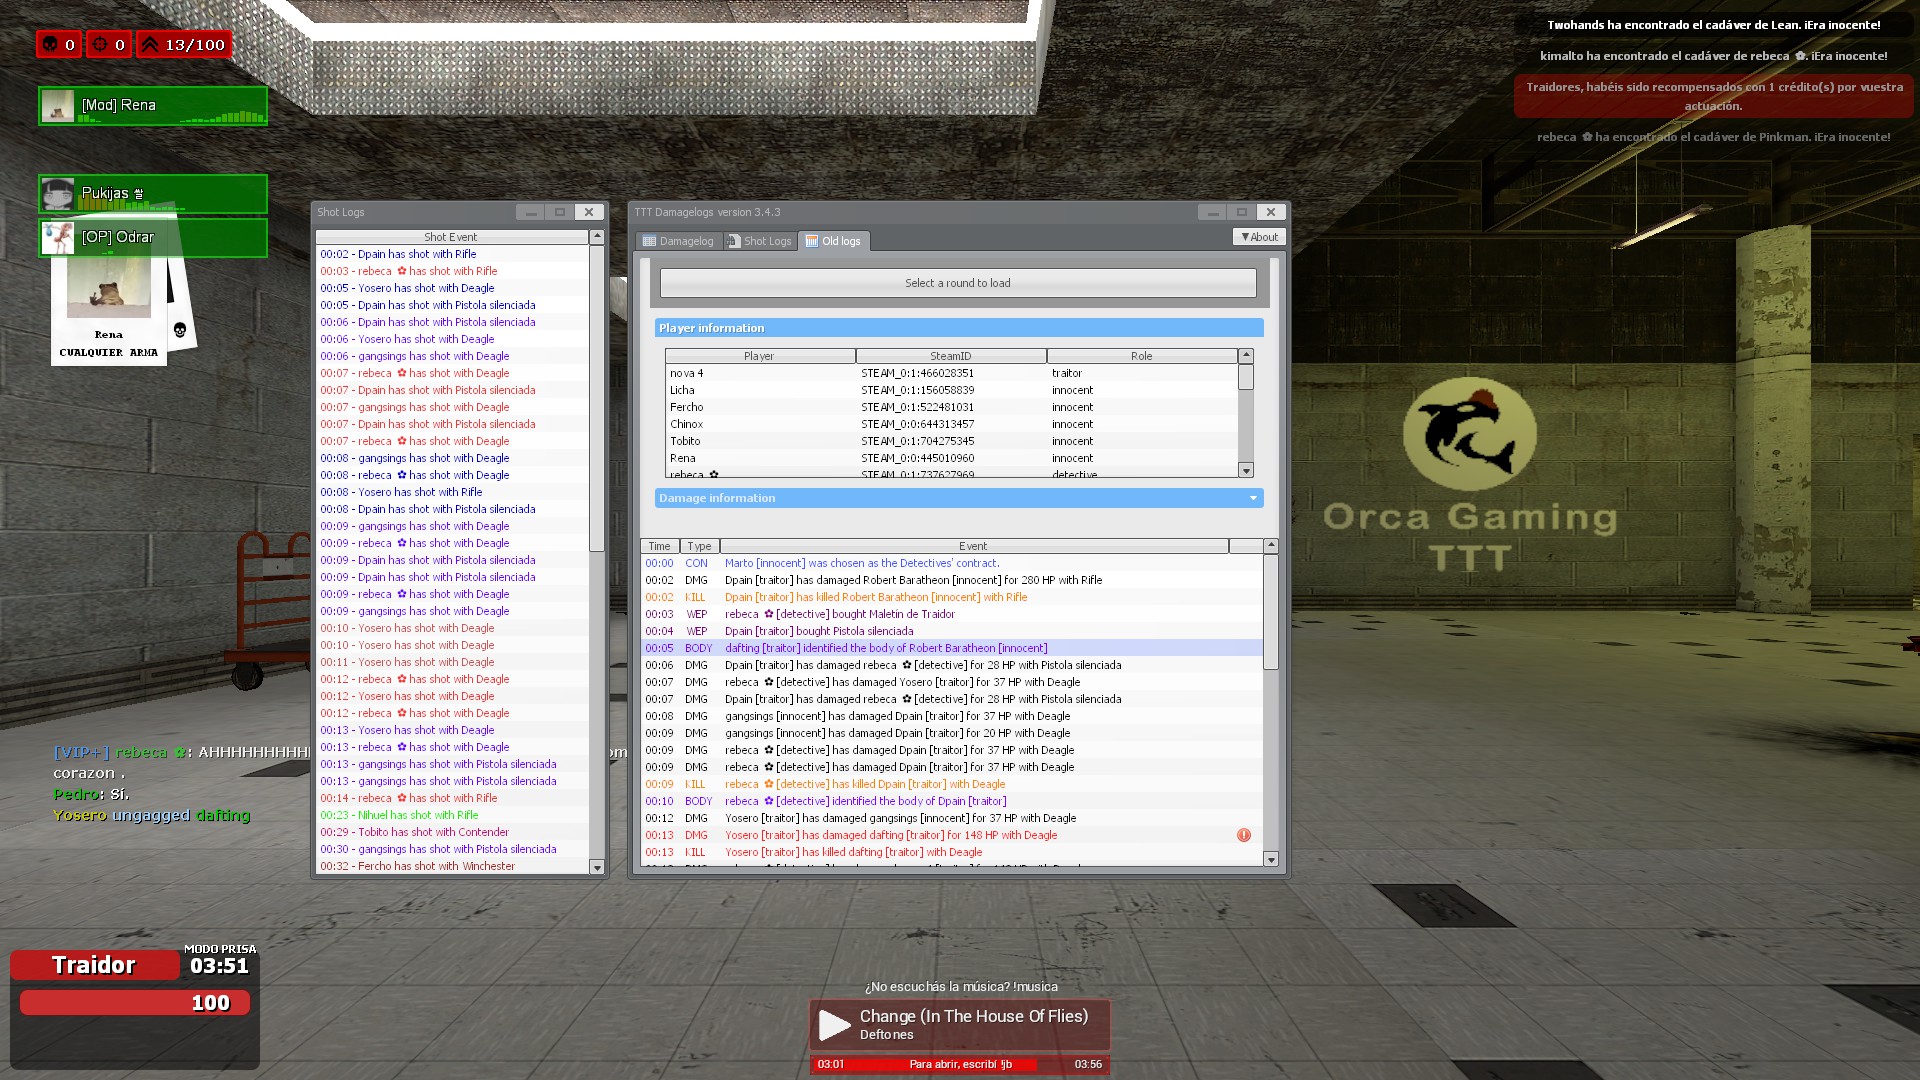 0
0
13/100
[Mod] Rena
Pukijas 쌀
[OP] Odrar
Rena
CUALQUIER ARMA
Twohands ha encontrado el cadáver de Lean. ¡Era inocente!
kimalto ha encontrado el cadáver de rebeca ✿. ¡Era inocente!
Traidores, habéis sido recompensados con 1 crédito(s) por vuestra
actuación.
rebeca ✿ ha encontrado el cadáver de Pinkman. ¡Era inocente!
Shot Logs
Shot Event
00:02 - Dpain has shot with Rifle
00:03 - rebeca ✿ has shot with Rifle
00:05 - Yosero has shot with Deagle
00:05 - Dpain has shot with Pistola silenciada
00:06 - Dpain has shot with Pistola silenciada
00:06 - Yosero has shot with Deagle
00:06 - gangsings has shot with Deagle
00:07 - rebeca ✿ has shot with Deagle
00:07 - Dpain has shot with Pistola silenciada
00:07 - gangsings has shot with Deagle
00:07 - Dpain has shot with Pistola silenciada
00:07 - rebeca ✿ has shot with Deagle
00:08 - gangsings has shot with Deagle
00:08 - rebeca ✿ has shot with Deagle
00:08 - Yosero has shot with Rifle
00:08 - Dpain has shot with Pistola silenciada
00:09 - gangsings has shot with Deagle
00:09 - rebeca ✿ has shot with Deagle
00:09 - Dpain has shot with Pistola silenciada
00:09 - Dpain has shot with Pistola silenciada
00:09 - rebeca ✿ has shot with Deagle
00:09 - gangsings has shot with Deagle
00:10 - Yosero has shot with Deagle
00:10 - Yosero has shot with Deagle
00:11 - Yosero has shot with Deagle
00:12 - rebeca ✿ has shot with Deagle
00:12 - Yosero has shot with Deagle
00:12 - rebeca ✿ has shot with Deagle
00:13 - Yosero has shot with Deagle
00:13 - rebeca ✿ has shot with Deagle
00:13 - gangsings has shot with Pistola silenciada
00:13 - gangsings has shot with Pistola silenciada
00:14 - rebeca ✿ has shot with Rifle
00:23 - Nihuel has shot with Rifle
00:29 - Tobito has shot with Contender
00:30 - gangsings has shot with Pistola silenciada
00:32 - Fercho has shot with Winchester
TTT Damagelogs version 3.4.3
Damagelog Shot Logs Old logs
▼About
Select a round to load
Player information
Player SteamID Role
nova 4 STEAM_0:1:466028351 traitor
Licha STEAM_0:1:156058839 innocent
Fercho STEAM_0:1:522481031 innocent
Chinox STEAM_0:0:644313457 innocent
Tobito STEAM_0:1:704275345 innocent
Rena STEAM_0:0:445010960 innocent
rebeca ✿ STEAM_0:1:737627969 detective
Damage information
Time Type Event
00:00 CON Marto [innocent] was chosen as the Detectives' contract.
00:02 DMG Dpain [traitor] has damaged Robert Baratheon [innocent] for 280 HP with Rifle
00:02 KILL Dpain [traitor] has killed Robert Baratheon [innocent] with Rifle
00:03 WEP rebeca ✿ [detective] bought Maletín de Traidor
00:04 WEP Dpain [traitor] bought Pistola silenciada
00:05 BODY dafting [traitor] identified the body of Robert Baratheon [innocent]
00:06 DMG Dpain [traitor] has damaged rebeca ✿ [detective] for 28 HP with Pistola silenciada
00:07 DMG rebeca ✿ [detective] has damaged Yosero [traitor] for 37 HP with Deagle
00:07 DMG Dpain [traitor] has damaged rebeca ✿ [detective] for 28 HP with Pistola silenciada
00:08 DMG gangsings [innocent] has damaged Dpain [traitor] for 37 HP with Deagle
00:09 DMG gangsings [innocent] has damaged Dpain [traitor] for 20 HP with Deagle
00:09 DMG rebeca ✿ [detective] has damaged Dpain [traitor] for 37 HP with Deagle
00:09 DMG rebeca ✿ [detective] has damaged Dpain [traitor] for 37 HP with Deagle
00:09 KILL rebeca ✿ [detective] has killed Dpain [traitor] with Deagle
00:10 BODY rebeca ✿ [detective] identified the body of Dpain [traitor]
00:12 DMG Yosero [traitor] has damaged gangsings [innocent] for 37 HP with Deagle
00:13 DMG Yosero [traitor] has damaged dafting [traitor] for 148 HP with Deagle
00:13 KILL Yosero [traitor] has killed dafting [traitor] with Deagle
Orca Gaming
TTT
[VIP+] rebeca ✿: AHHHHHHHHH
om
corazon .
Pedro: Sí.
Yosero ungagged dafting
MODO PRISA
Traidor 03:51
100
¿No escuchás la música? !musica
Change (In The House Of Flies)
Deftones
03:01 Para abrir, escribí !jb 03:56